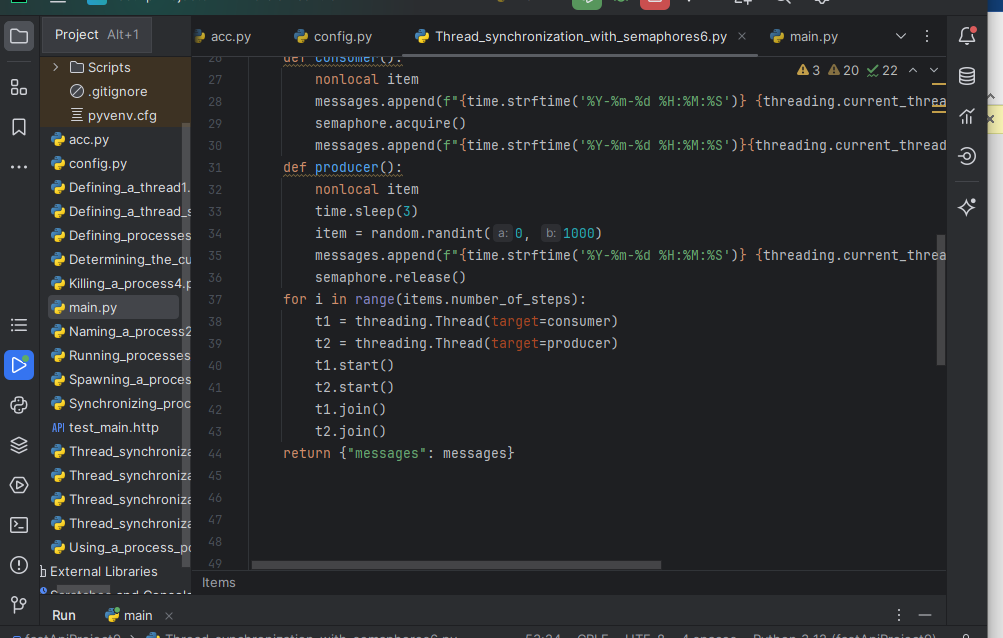 Project Alt+1
acc.py
config.py
Thread_synchronization_with_semaphores6.py
main.py
Scripts
.gitignore
pyvenv.cfg
acc.py
config.py
Defining_a_thread1.
Defining_a_thread_s
Defining_processes
Determining_the_cu
Killing_a_process4.p
main.py
Naming_a_process2
Running_processes
Spawning_a_proces
Synchronizing_proc
API test_main.http
Thread_synchroniza
Thread_synchroniza
Thread_synchroniza
Thread_synchroniza
Using_a_process_po
External Libraries
Scratches and Consol
3 20 22
26 def consumer():
27 nonlocal item
28 messages.append(f"{time.strftime('%Y-%m-%d %H:%M:%S')} {threading.current_threa
29 semaphore.acquire()
30 messages.append(f"{time.strftime('%Y-%m-%d %H:%M:%S')}{threading.current_thread
31 def producer():
32 nonlocal item
33 time.sleep(3)
34 item = random.randint(a: 0, b: 1000)
35 messages.append(f"{time.strftime('%Y-%m-%d %H:%M:%S')} {threading.current_threa
36 semaphore.release()
37 for i in range(items.number_of_steps):
38 t1 = threading.Thread(target=consumer)
39 t2 = threading.Thread(target=producer)
40 t1.start()
41 t2.start()
42 t1.join()
43 t2.join()
44 return {"messages": messages}
45
46
47
48
49
Items
Run main
fastApiProject9 > Thread_synchronization_with_semaphores6.py 52:34 CRLF UTF-8 4 spaces Python 3.12 (fastApiProject9)